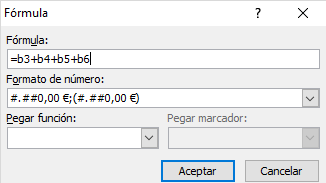 Fórmula
Fórmula:
=b3+b4+b5+b6
Formato de número:
#.##0,00 €;(#.##0,00 €)
Pegar función:
Pegar marcador:
Aceptar
Cancelar